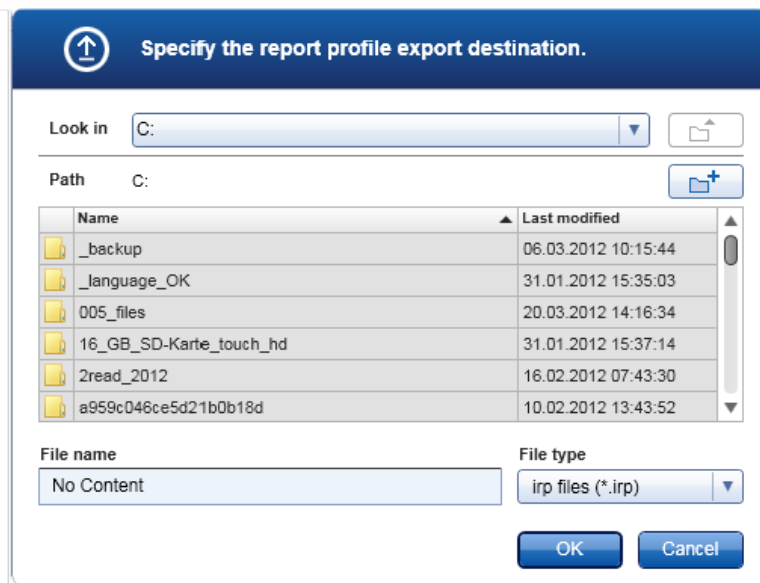 Specify the report profile export destination.
Look in C:
Path C:
Name Last modified
_backup 06.03.2012 10:15:44
_language_OK 31.01.2012 15:35:03
005_files 20.03.2012 14:16:34
16_GB_SD-Karte_touch_hd 31.01.2012 15:37:14
2read_2012 16.02.2012 07:43:30
a959c046ce5d21b0b18d 10.02.2012 13:43:52
File name File type
No Content irp files (*.irp)
OK Cancel